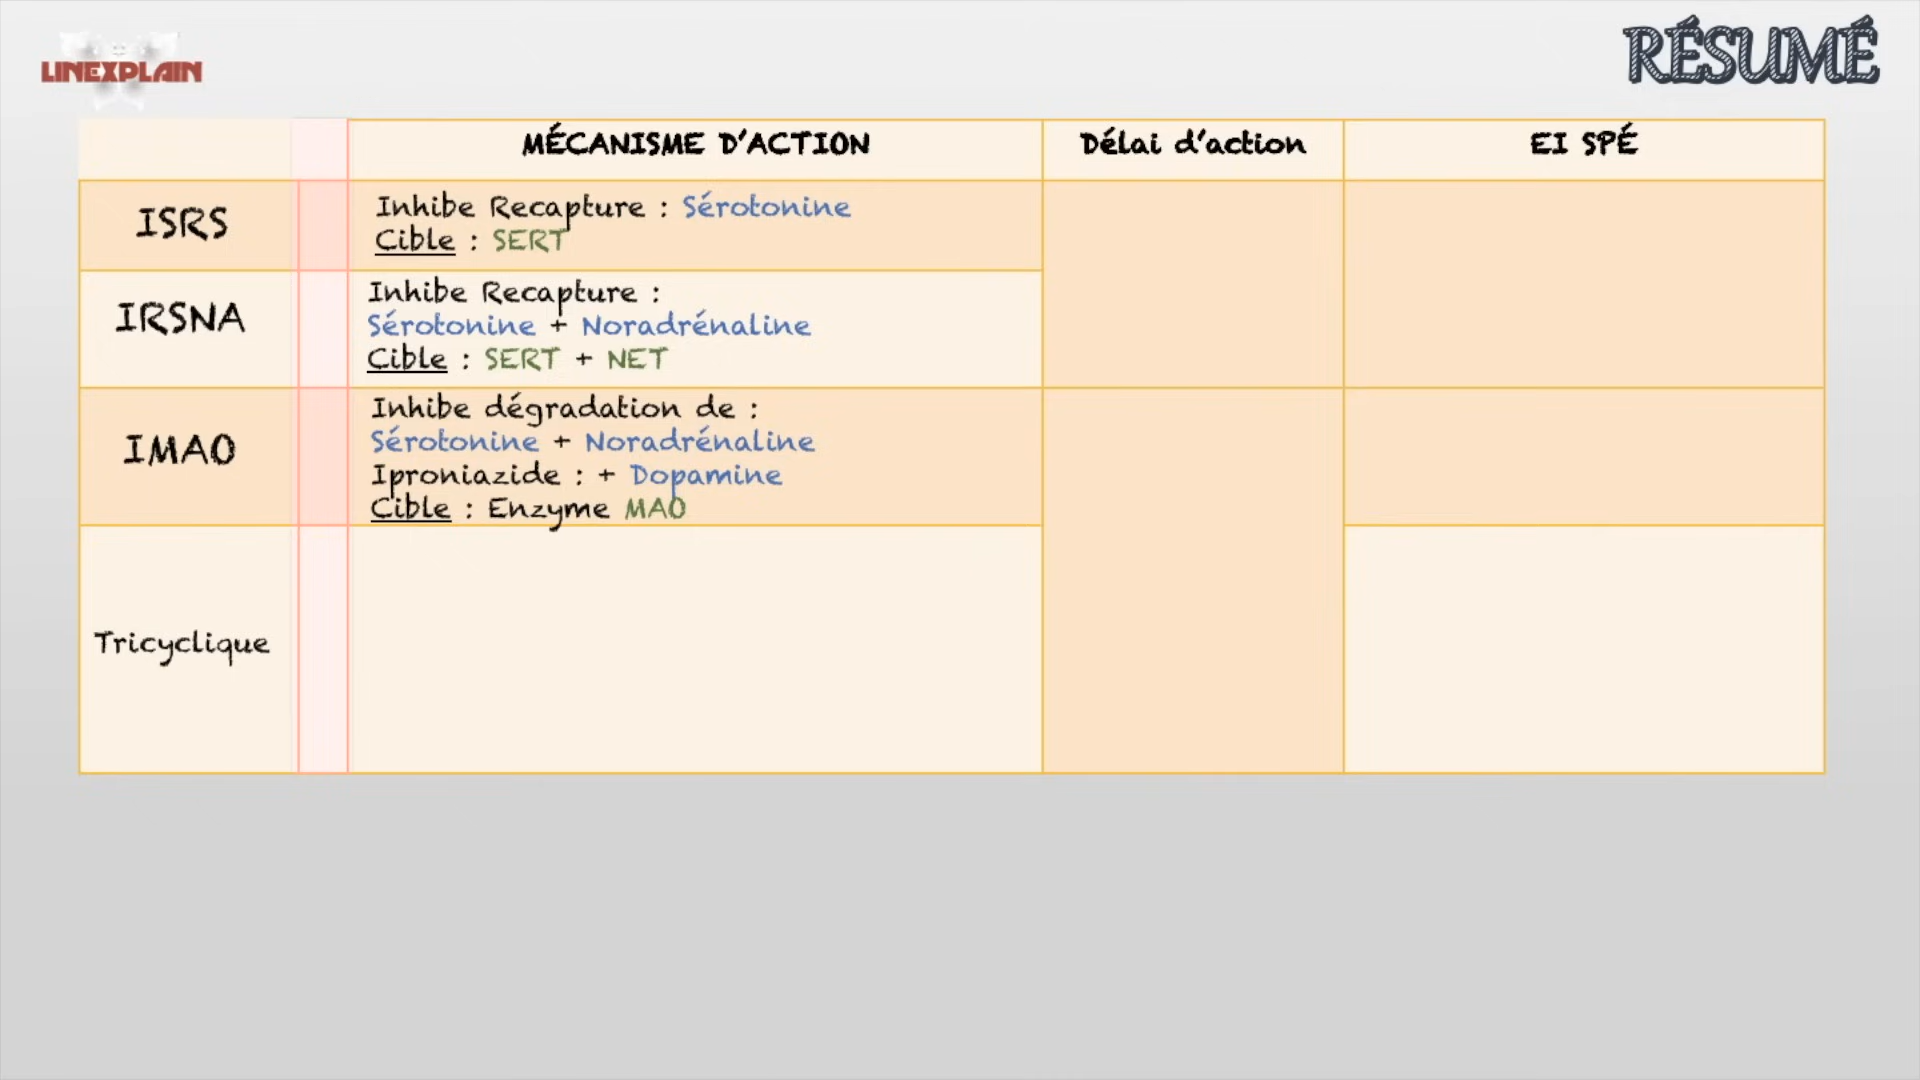 LINEXPLAIN
RÉSUMÉ
MÉCANISME D'ACTION
Délai d'action
EI SPÉ
ISRS
Inhibe Recapture : Sérotonine
Cible : SERT
IRSNA
Inhibe Recapture :
Sérotonine + Noradrénaline
Cible : SERT + NET
IMAO
Inhibe dégradation de :
Sérotonine + Noradrénaline
Iproniazide : + Dopamine
Cible : Enzyme MAO
Tricyclique